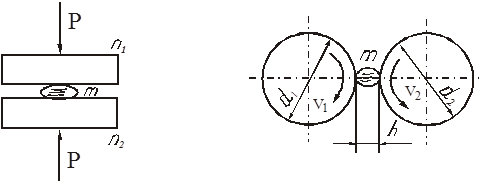 P
n₁
m
n₂
P
m
d₁
V₁
V₂
d₂
h